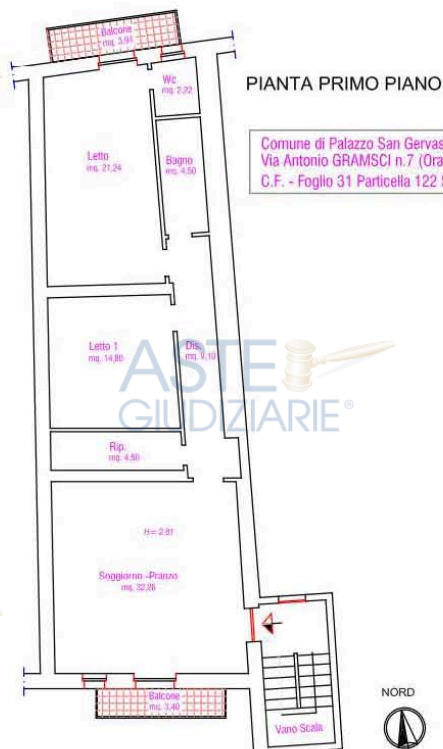 Balcone
mq. 3,91
Wc
mq. 2,22
PIANTA PRIMO PIANO
Comune di Palazzo San Gervas
Via Antonio GRAMSCI n.7 (Ora
C.F. - Foglio 31 Particella 122
Letto
mq. 21,24
Bagno
mq. 4,50
Letto 1
mq. 14,80
Dis.
mq. 9,10
ASTE
GIUDIZIARIE®
Rip.
mq. 4,50
H= 2.91
Soggiorno -Pranzo
mq. 32,26
Balcone
mq. 3,40
Vano Scala
NORD